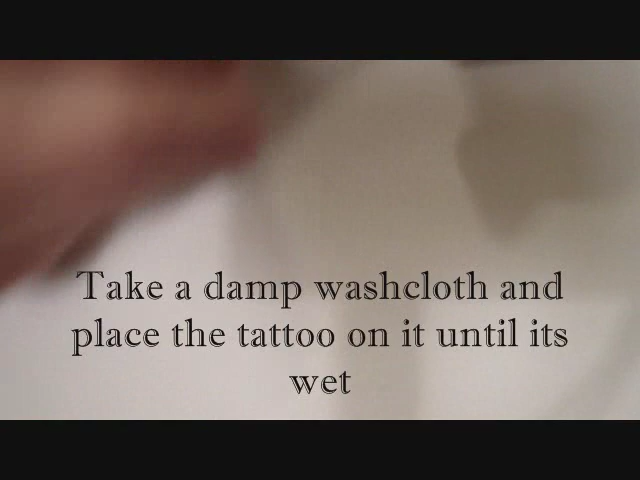 Take a damp washcloth and
place the tattoo on it until its
wet